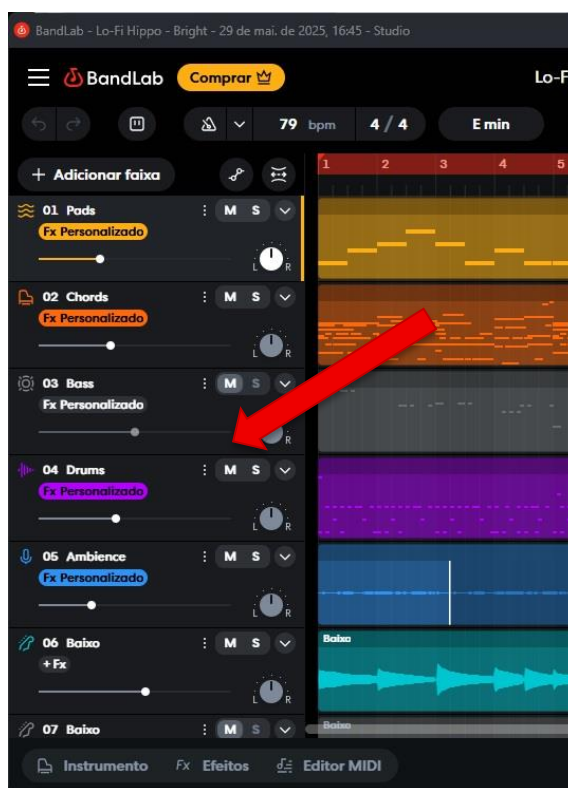 BandLab - Lo-Fi Hippo - Bright - 29 de mai. de 2025, 16:45 - Studio
BandLab Comprar Lo-F
79 bpm 4 / 4 E min
+ Adicionar faixa 1 2 3 4 5
01 Pads M S
Fx Personalizado
L R
02 Chords M S
Fx Personalizado
L R
03 Bass M S
Fx Personalizado
R
04 Drums M S
Fx Personalizado
L R
05 Ambience M S
Fx Personalizado
L R
06 Baixo M S Baixo
+ Fx
L R
07 Baixo M S Baixo
Instrumento Fx Efeitos Editor MIDI